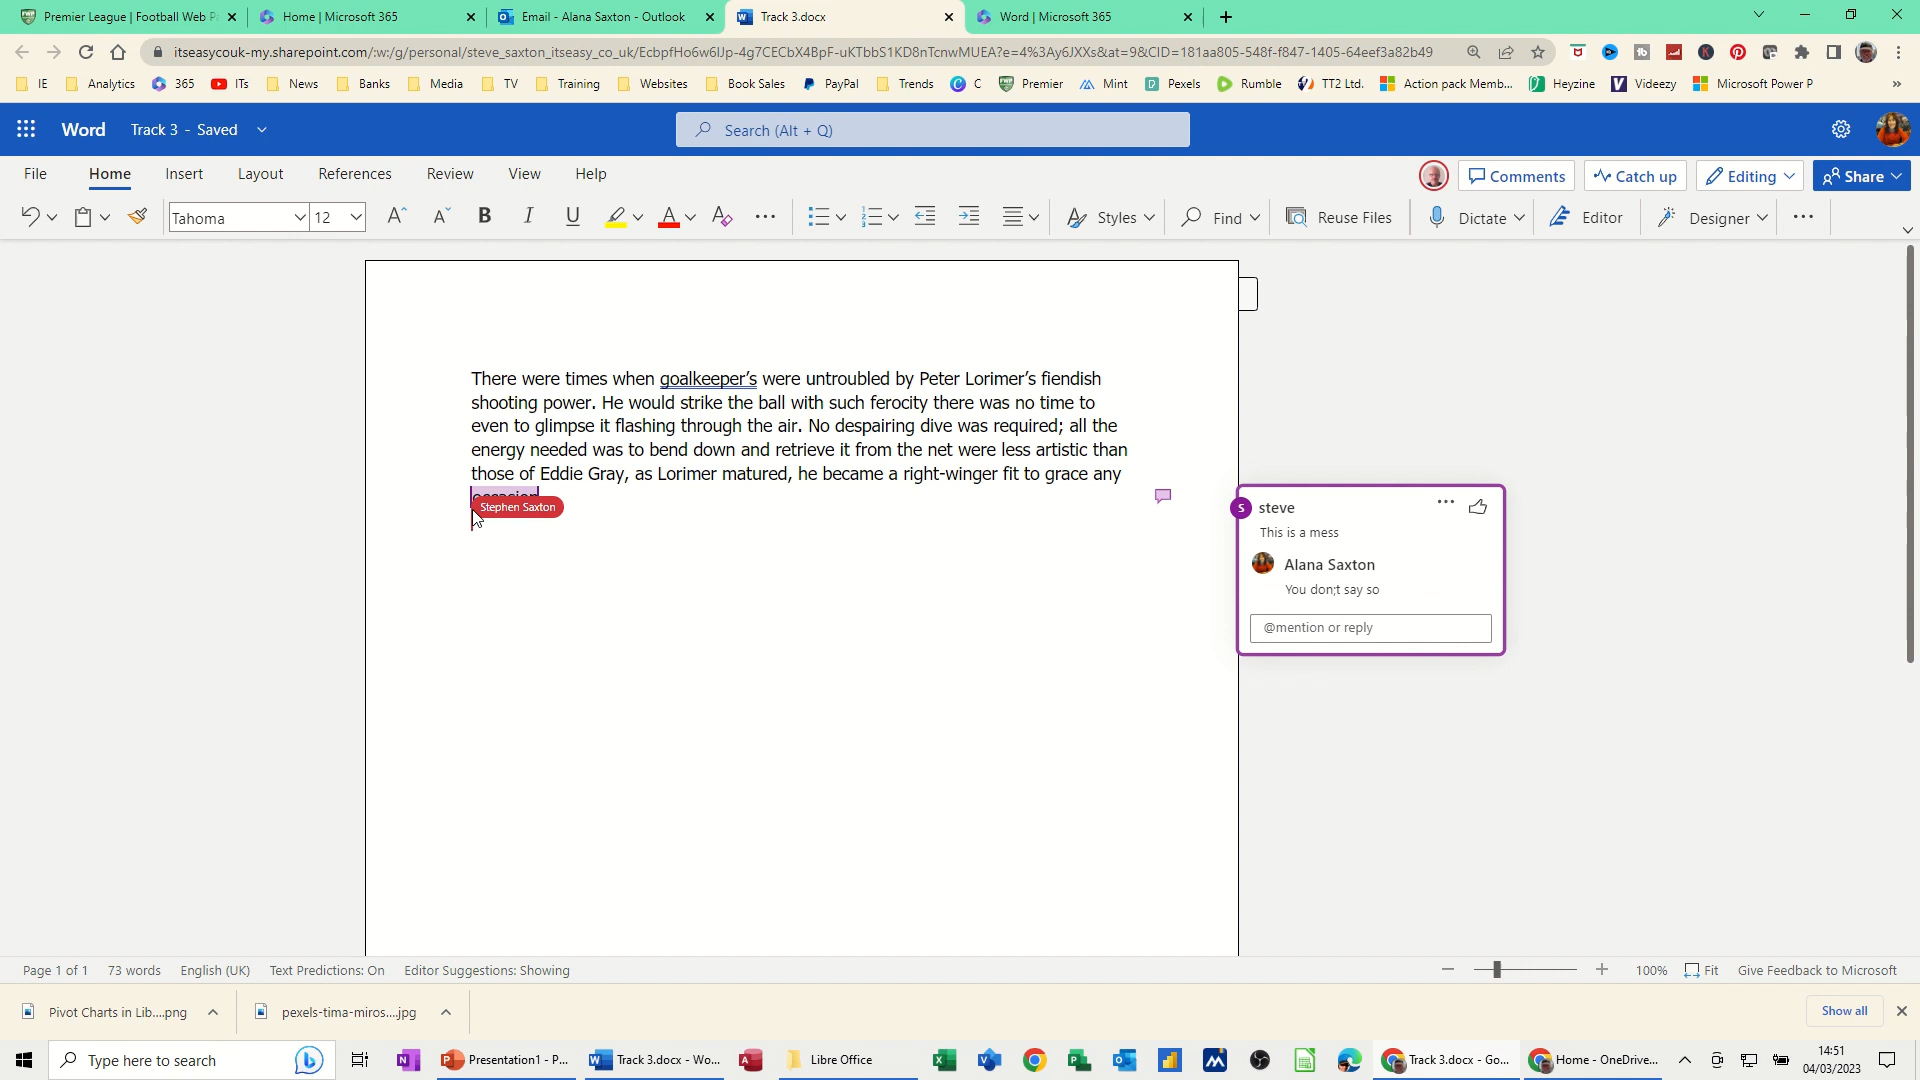 Premier League | Football Web P
Home | Microsoft 365
Email - Alana Saxton - Outlook
Track 3.docx
Word | Microsoft 365
itseasycouk-my.sharepoint.com/:w:/g/personal/steve_saxton_itseasy_co_uk/EcbpfHo6w6lJp-4g7CECbX4BpF-uKTbbS1KD8nTcnwMUEA?e=4%3Ay6JXXs&at=9&CID=181aa805-548f-f847-1405-64eef3a82b49
IE Analytics 365 ITs News Banks Media TV Training Websites Book Sales PayPal Trends C Premier Mint Pexels Rumble TT2 Ltd. Action pack Memb... Heyzine Videezy Microsoft Power P
Word Track 3 - Saved Search (Alt + Q)
File Home Insert Layout References Review View Help Comments Catch up Editing Share
Tahoma 12 B I U A Styles Find Reuse Files Dictate Editor Designer
There were times when goalkeeper's were untroubled by Peter Lorimer's fiendish
shooting power. He would strike the ball with such ferocity there was no time to
even to glimpse it flashing through the air. No despairing dive was required; all the
energy needed was to bend down and retrieve it from the net were less artistic than
those of Eddie Gray, as Lorimer matured, he became a right-winger fit to grace any
occasion
Stephen Saxton
S steve
This is a mess
Alana Saxton
You don;t say so
@mention or reply
Page 1 of 1 73 words English (UK) Text Predictions: On Editor Suggestions: Showing 100% Fit Give Feedback to Microsoft
Pivot Charts in Lib....png
pexels-tima-miros....jpg
Show all
Type here to search
Presentation1 - P...
Track 3.docx - Wo...
Libre Office
Track 3.docx - Go...
Home - OneDrive...
14:51
04/03/2023